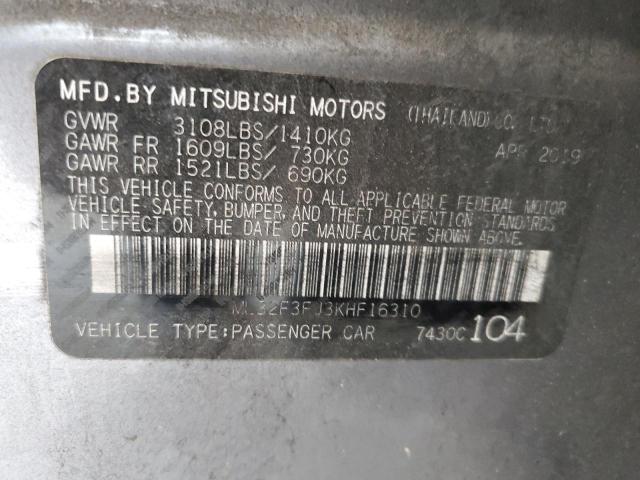 MFD.BY MITSUBISHI MOTORS (THAILAND) CO. LTD.
GVWR 3108LBS/1410KG APR 2019
GAWR FR 1609LBS/ 730KG
GAWR RR 1521LBS/ 690KG
THIS VEHICLE CONFORMS TO ALL APPLICABLE FEDERAL MOTOR
VEHICLE SAFETY, BUMPER, AND THEFT PREVENTION STANDARDS
IN EFFECT ON THE DATE OF MANUFACTURE SHOWN ABOVE.
ML32F3FJ3KHF16310
VEHICLE TYPE:PASSENGER CAR 7430C 104